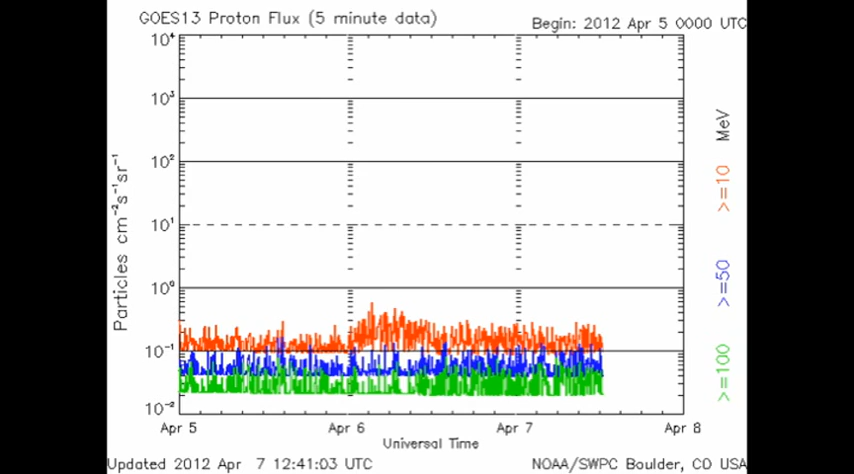 GOES13 Proton Flux (5 minute data)
Begin: 2012 Apr 5 0000 UTC
Particles cm⁻²s⁻¹sr⁻¹
10⁴
10³
10²
10¹
10⁰
10⁻¹
10⁻²
Apr 5
Apr 6
Apr 7
Apr 8
Universal Time
MeV
>=10
>=50
>=100
Updated 2012 Apr 7 12:41:03 UTC
NOAA/SWPC Boulder, CO USA